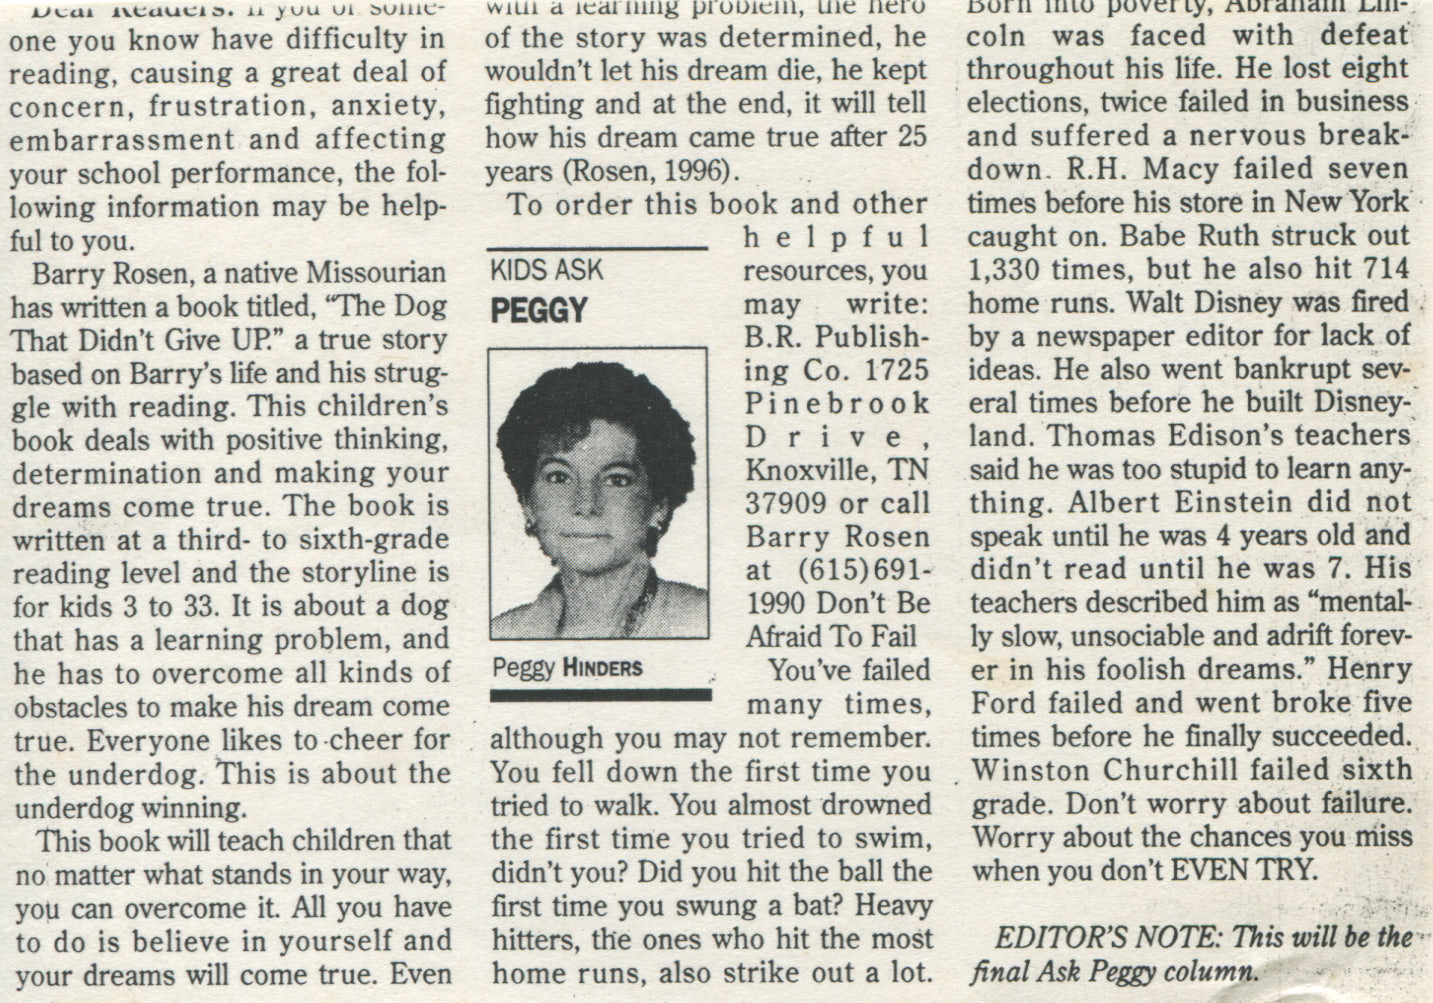 Dear Readers: If you or some-
one you know have difficulty in
reading, causing a great deal of
concern, frustration, anxiety,
embarrassment and affecting
your school performance, the fol-
lowing information may be help-
ful to you.
Barry Rosen, a native Missourian
has written a book titled, “The Dog
That Didn't Give UP.” a true story
based on Barry's life and his strug-
gle with reading. This children's
book deals with positive thinking,
determination and making your
dreams come true. The book is
written at a third- to sixth-grade
reading level and the storyline is
for kids 3 to 33. It is about a dog
that has a learning problem, and
he has to overcome all kinds of
obstacles to make his dream come
true. Everyone likes to cheer for
the underdog. This is about the
underdog winning.
This book will teach children that
no matter what stands in your way,
you can overcome it. All you have
to do is believe in yourself and
your dreams will come true. Even
with a learning problem, the hero
of the story was determined, he
wouldn't let his dream die, he kept
fighting and at the end, it will tell
how his dream came true after 25
years (Rosen, 1996).
To order this book and other
helpful
resources, you
may write:
B.R. Publish-
ing Co. 1725
Pinebrook
Drive,
Knoxville, TN
37909 or call
Barry Rosen
at (615)691-
1990 Don't Be
Afraid To Fail
You've failed
many times,
although you may not remember.
You fell down the first time you
tried to walk. You almost drowned
the first time you tried to swim,
didn't you? Did you hit the ball the
first time you swung a bat? Heavy
hitters, the ones who hit the most
home runs, also strike out a lot.
KIDS ASK
PEGGY
Peggy HINDERS
Born into poverty, Abraham Lin-
coln was faced with defeat
throughout his life. He lost eight
elections, twice failed in business
and suffered a nervous break-
down. R.H. Macy failed seven
times before his store in New York
caught on. Babe Ruth struck out
1,330 times, but he also hit 714
home runs. Walt Disney was fired
by a newspaper editor for lack of
ideas. He also went bankrupt sev-
eral times before he built Disney-
land. Thomas Edison's teachers
said he was too stupid to learn any-
thing. Albert Einstein did not
speak until he was 4 years old and
didn't read until he was 7. His
teachers described him as “mental-
ly slow, unsociable and adrift forev-
er in his foolish dreams.” Henry
Ford failed and went broke five
times before he finally succeeded.
Winston Churchill failed sixth
grade. Don't worry about failure.
Worry about the chances you miss
when you don't EVEN TRY.
EDITOR'S NOTE: This will be the
final Ask Peggy column.